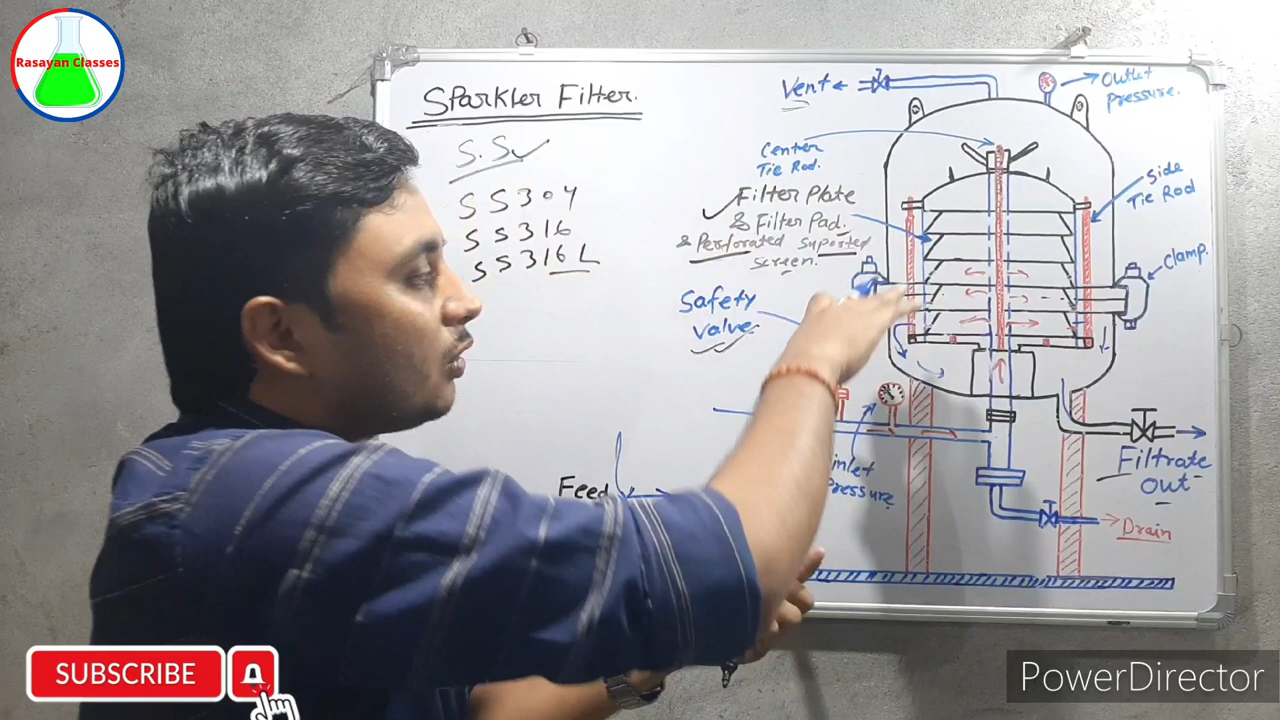 Rasayan Classes
Sparkler Filter.
S.S
SS304
SS316
SS316L
Vent
Outlet
Pressure.
Center
Tie Rod.
Side
Tie Rod
Filter Plate
& Filter Pad.
& Perforated suported
screen.
Clamp.
Safety
valve
inlet
Pressure
Feed
Filtrate
out
Drain
SUBSCRIBE
PowerDirector